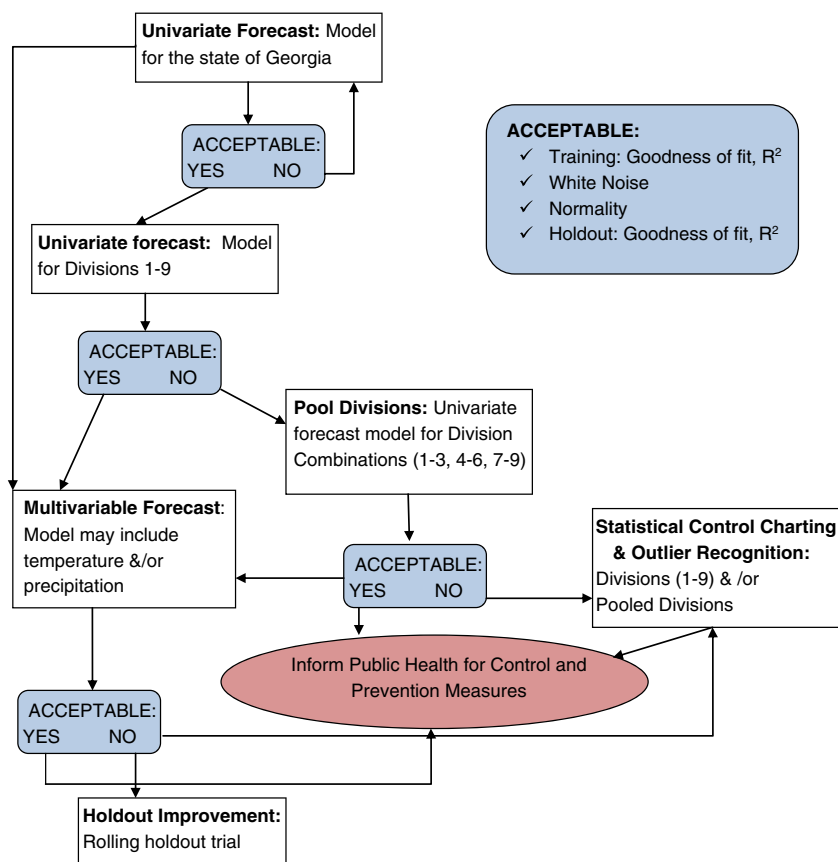 Univariate Forecast: Model
for the state of Georgia
ACCEPTABLE:
YES NO
ACCEPTABLE:
✓ Training: Goodness of fit, R²
✓ White Noise
✓ Normality
✓ Holdout: Goodness of fit, R²
Univariate forecast: Model
for Divisions 1-9
ACCEPTABLE:
YES NO
Pool Divisions: Univariate
forecast model for Division
Combinations (1-3, 4-6, 7-9)
Multivariable Forecast:
Model may include
temperature &/or
precipitation
ACCEPTABLE:
YES NO
Statistical Control Charting
& Outlier Recognition:
Divisions (1-9) & /or
Pooled Divisions
Inform Public Health for Control and
Prevention Measures
ACCEPTABLE:
YES NO
Holdout Improvement:
Rolling holdout trial